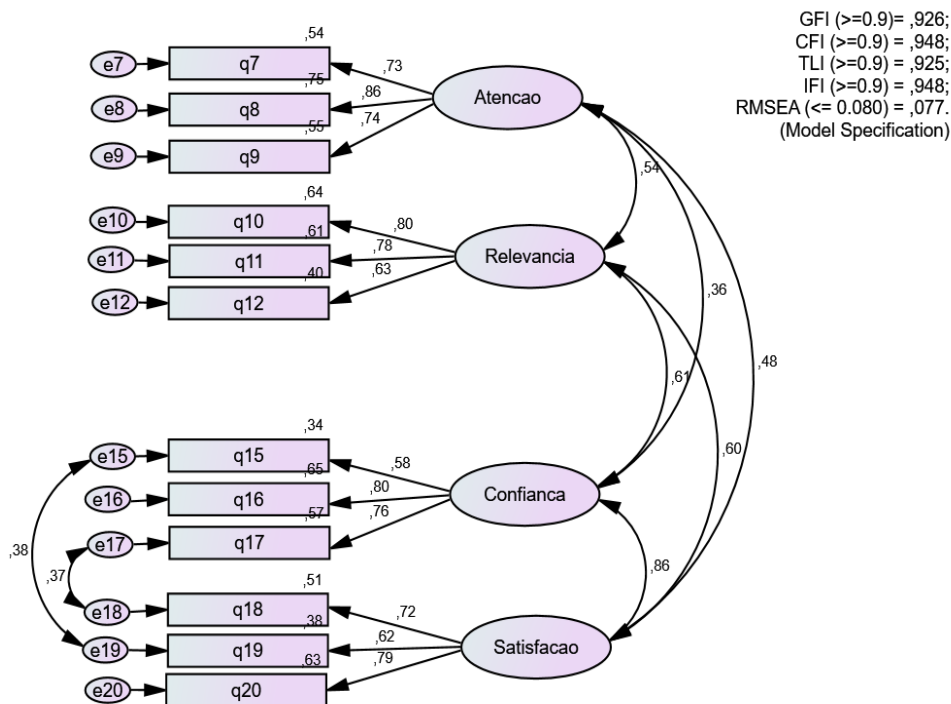 GFI (>=0.9)= ,926;
CFI (>=0.9) = ,948;
TLI (>=0.9) = ,925;
IFI (>=0.9) = ,948;
RMSEA (<= 0.080) = ,077.
(Model Specification)
,54
e7
q7
,73
Atencao
,75
e8
q8
,86
,55
e9
q9
,74
,54
,64
e10
q10
,80
,61
e11
q11
,78
Relevancia
,40
e12
q12
,63
,36
,48
,61
,60
,34
e15
q15
,58
,65
e16
q16
,80
Confianca
,57
e17
q17
,76
,38
,37
,86
,51
e18
q18
,72
,38
e19
q19
,62
Satisfacao
,63
e20
q20
,79